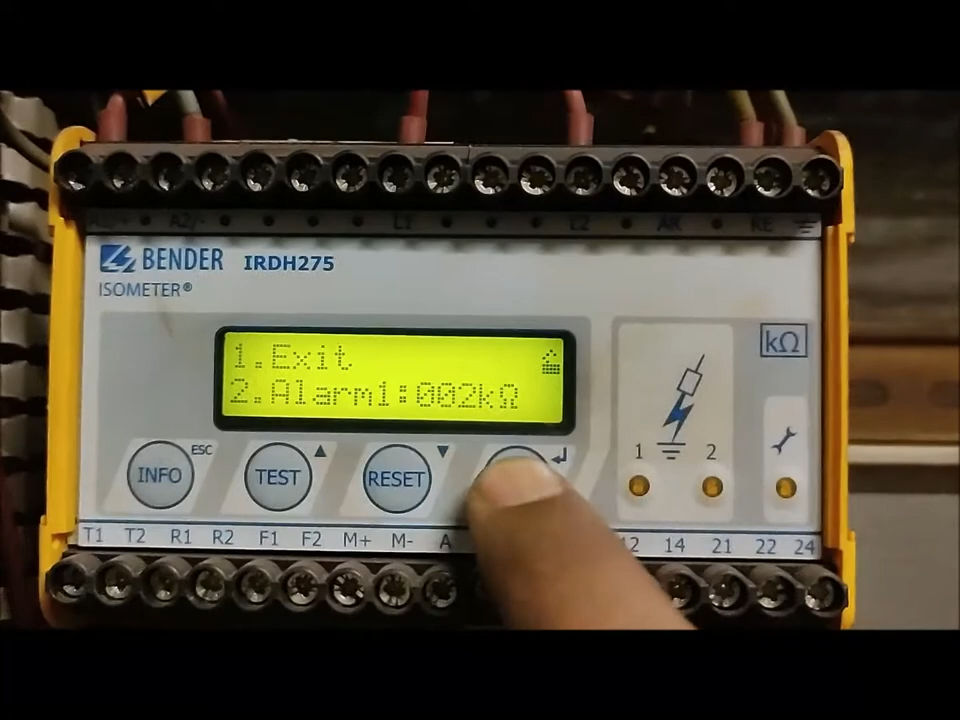 A1/+ A2/- L1 L2 AK KE
BENDER IRDH275
ISOMETER®
kΩ
1.Exit
2.Alarm1:002kΩ
1 2
INFO ESC TEST RESET
T1 T2 R1 R2 F1 F2 M+ M- A 12 14 21 22 24